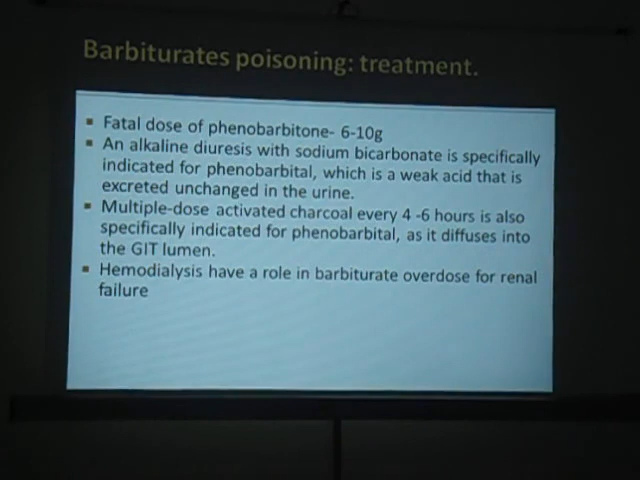 Barbiturates poisoning: treatment.
▪ Fatal dose of phenobarbitone- 6-10g
▪ An alkaline diuresis with sodium bicarbonate is specifically
indicated for phenobarbital, which is a weak acid that is
excreted unchanged in the urine.
▪ Multiple-dose activated charcoal every 4 -6 hours is also
specifically indicated for phenobarbital, as it diffuses into
the GIT lumen.
▪ Hemodialysis have a role in barbiturate overdose for renal
failure